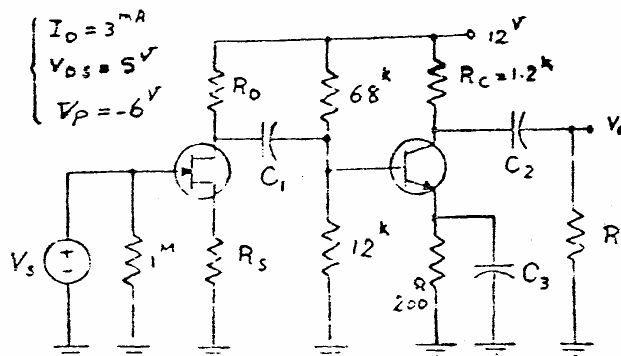 I_D = 3 mA
V_DS = 5 V
V_P = -6 V
12 V
R_D
68 k
R_C = 1.2 k
C_1
C_2
V_S
+
-
1 M
R_S
12 k
R
200
C_3
R